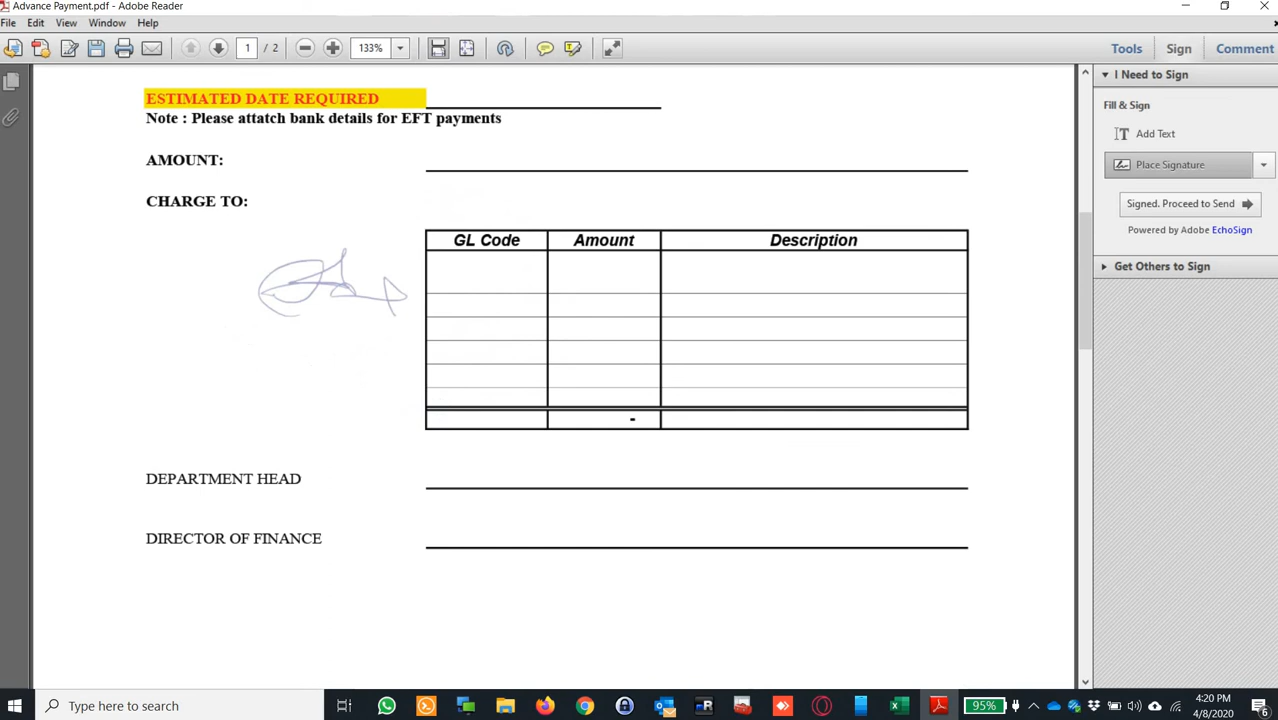 Advance Payment.pdf - Adobe Reader
File Edit View Window Help
1 / 2 133% Tools Sign Comment
ESTIMATED DATE REQUIRED
Note : Please attatch bank details for EFT payments
AMOUNT:
CHARGE TO:
GL Code Amount Description
-
DEPARTMENT HEAD
DIRECTOR OF FINANCE
I Need to Sign
Fill & Sign
Add Text
Place Signature
Signed. Proceed to Send
Powered by Adobe EchoSign
Get Others to Sign
Type here to search
95%
4:20 PM
4/8/2020
6